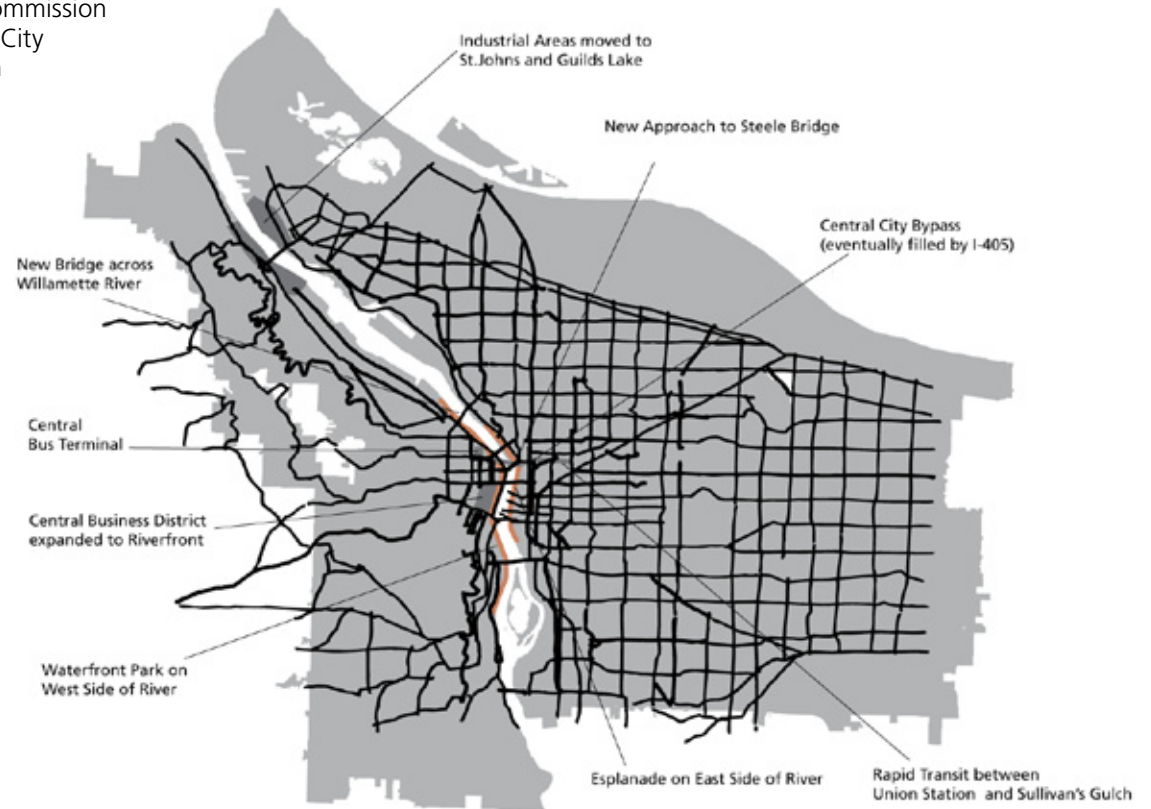 ommission
City
Industrial Areas moved to
St.Johns and Guilds Lake
New Approach to Steele Bridge
Central City Bypass
(eventually filled by I-405)
New Bridge across
Willamette River
Central
Bus Terminal
Central Business District
expanded to Riverfront
Waterfront Park on
West Side of River
Esplanade on East Side of River
Rapid Transit between
Union Station and Sullivan's Gulch